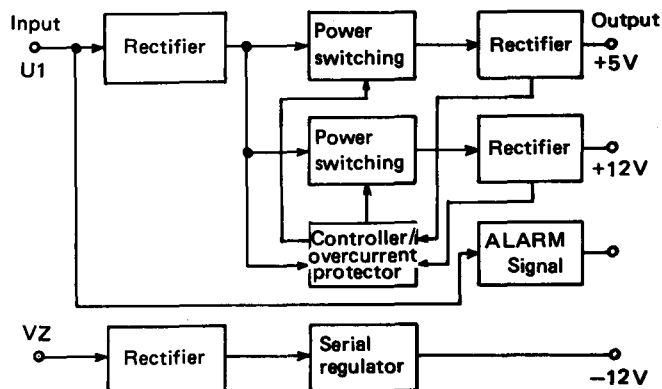 Input
U1
Rectifier
Power
switching
Rectifier
Output
+5V
Power
switching
Rectifier
+12V
Controller/
overcurrent
protector
ALARM
Signal
VZ
Rectifier
Serial
regulator
−12V